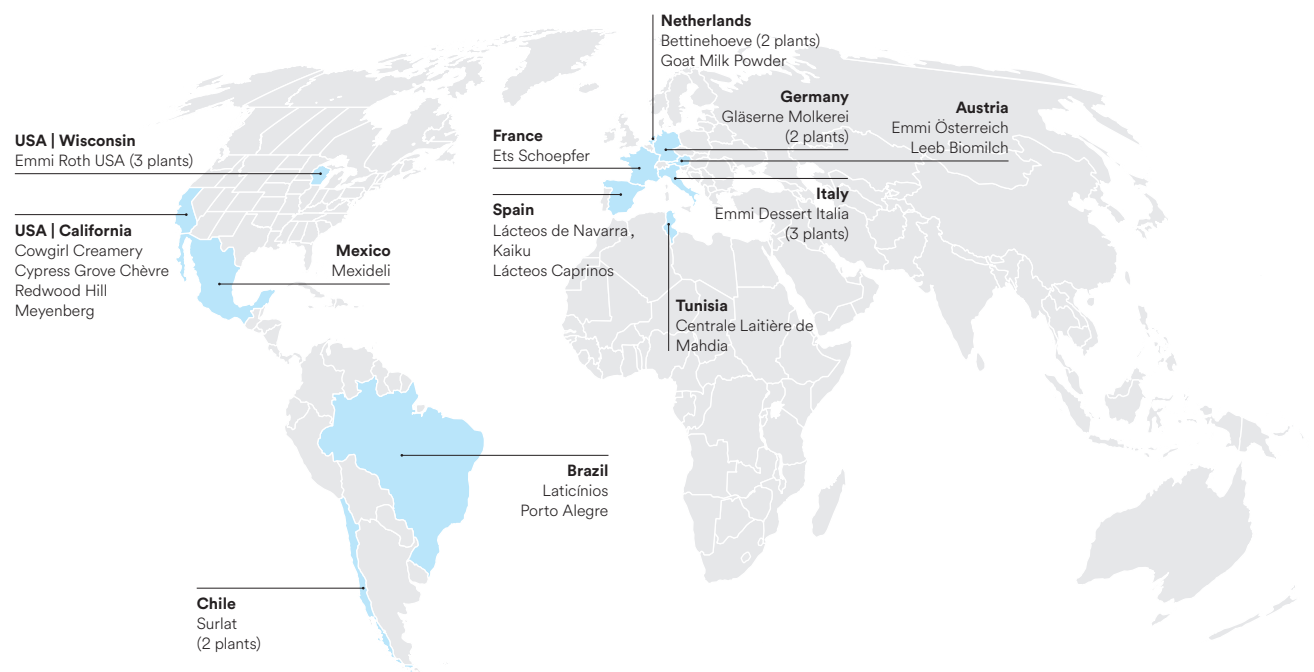 Netherlands
Bettinehoeve (2 plants)
Goat Milk Powder
Germany
Gläserne Molkerei
(2 plants)
Austria
Emmi Österreich
Leeb Biomilch
USA | Wisconsin
Emmi Roth USA (3 plants)
France
Ets Schoepfer
Italy
Emmi Dessert Italia
(3 plants)
Spain
Lácteos de Navarra,
Kaiku
Lácteos Caprinos
USA | California
Cowgirl Creamery
Cypress Grove Chèvre
Redwood Hill
Meyenberg
Mexico
Mexideli
Tunisia
Centrale Laitière de
Mahdia
Brazil
Laticínios
Porto Alegre
Chile
Surlat
(2 plants)